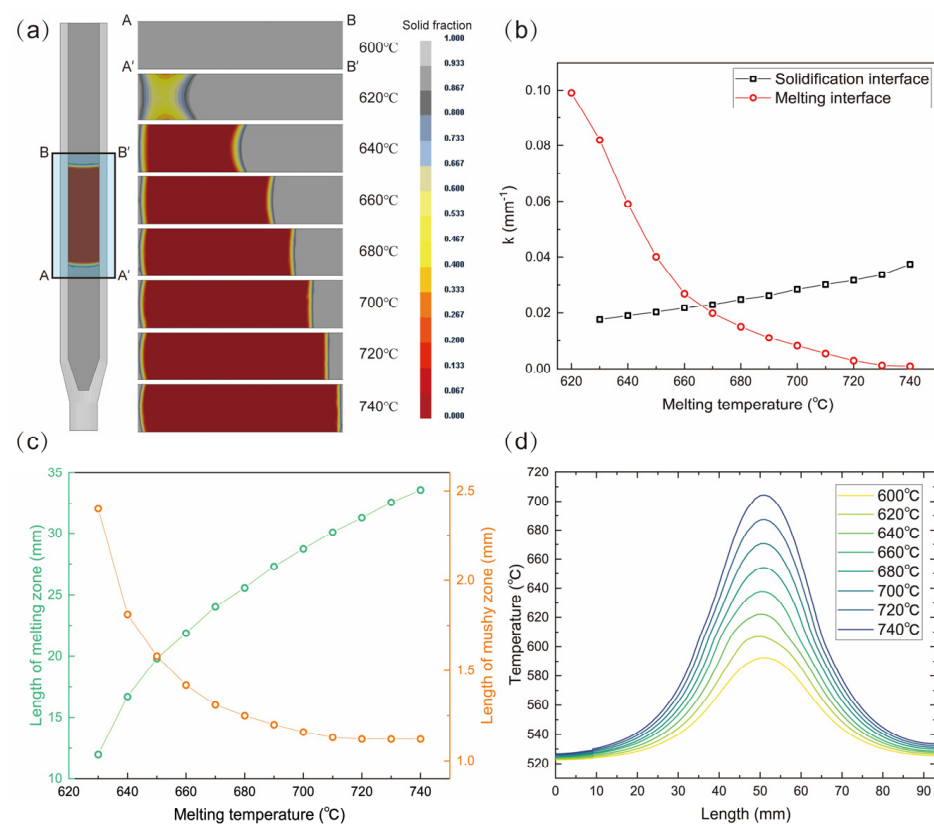 (a)
A
B
A′
B′
B
B′
A
A′
600℃
620℃
640℃
660℃
680℃
700℃
720℃
740℃
Solid fraction
1.000
0.933
0.867
0.800
0.733
0.667
0.600
0.533
0.467
0.400
0.333
0.267
0.200
0.133
0.067
0.000
(b)
Solidification interface
Melting interface
k (mm⁻¹)
0.10
0.08
0.06
0.04
0.02
0.00
620 640 660 680 700 720 740
Melting temperature (℃)
(c)
Length of melting zone (mm)
35
30
25
20
15
10
Length of mushy zone (mm)
2.5
2.0
1.5
1.0
620 640 660 680 700 720 740
Melting temperature (℃)
(d)
Temperature (℃)
720
700
680
660
640
620
600
580
560
540
520
600℃
620℃
640℃
660℃
680℃
700℃
720℃
740℃
0 10 20 30 40 50 60 70 80 90
Length (mm)